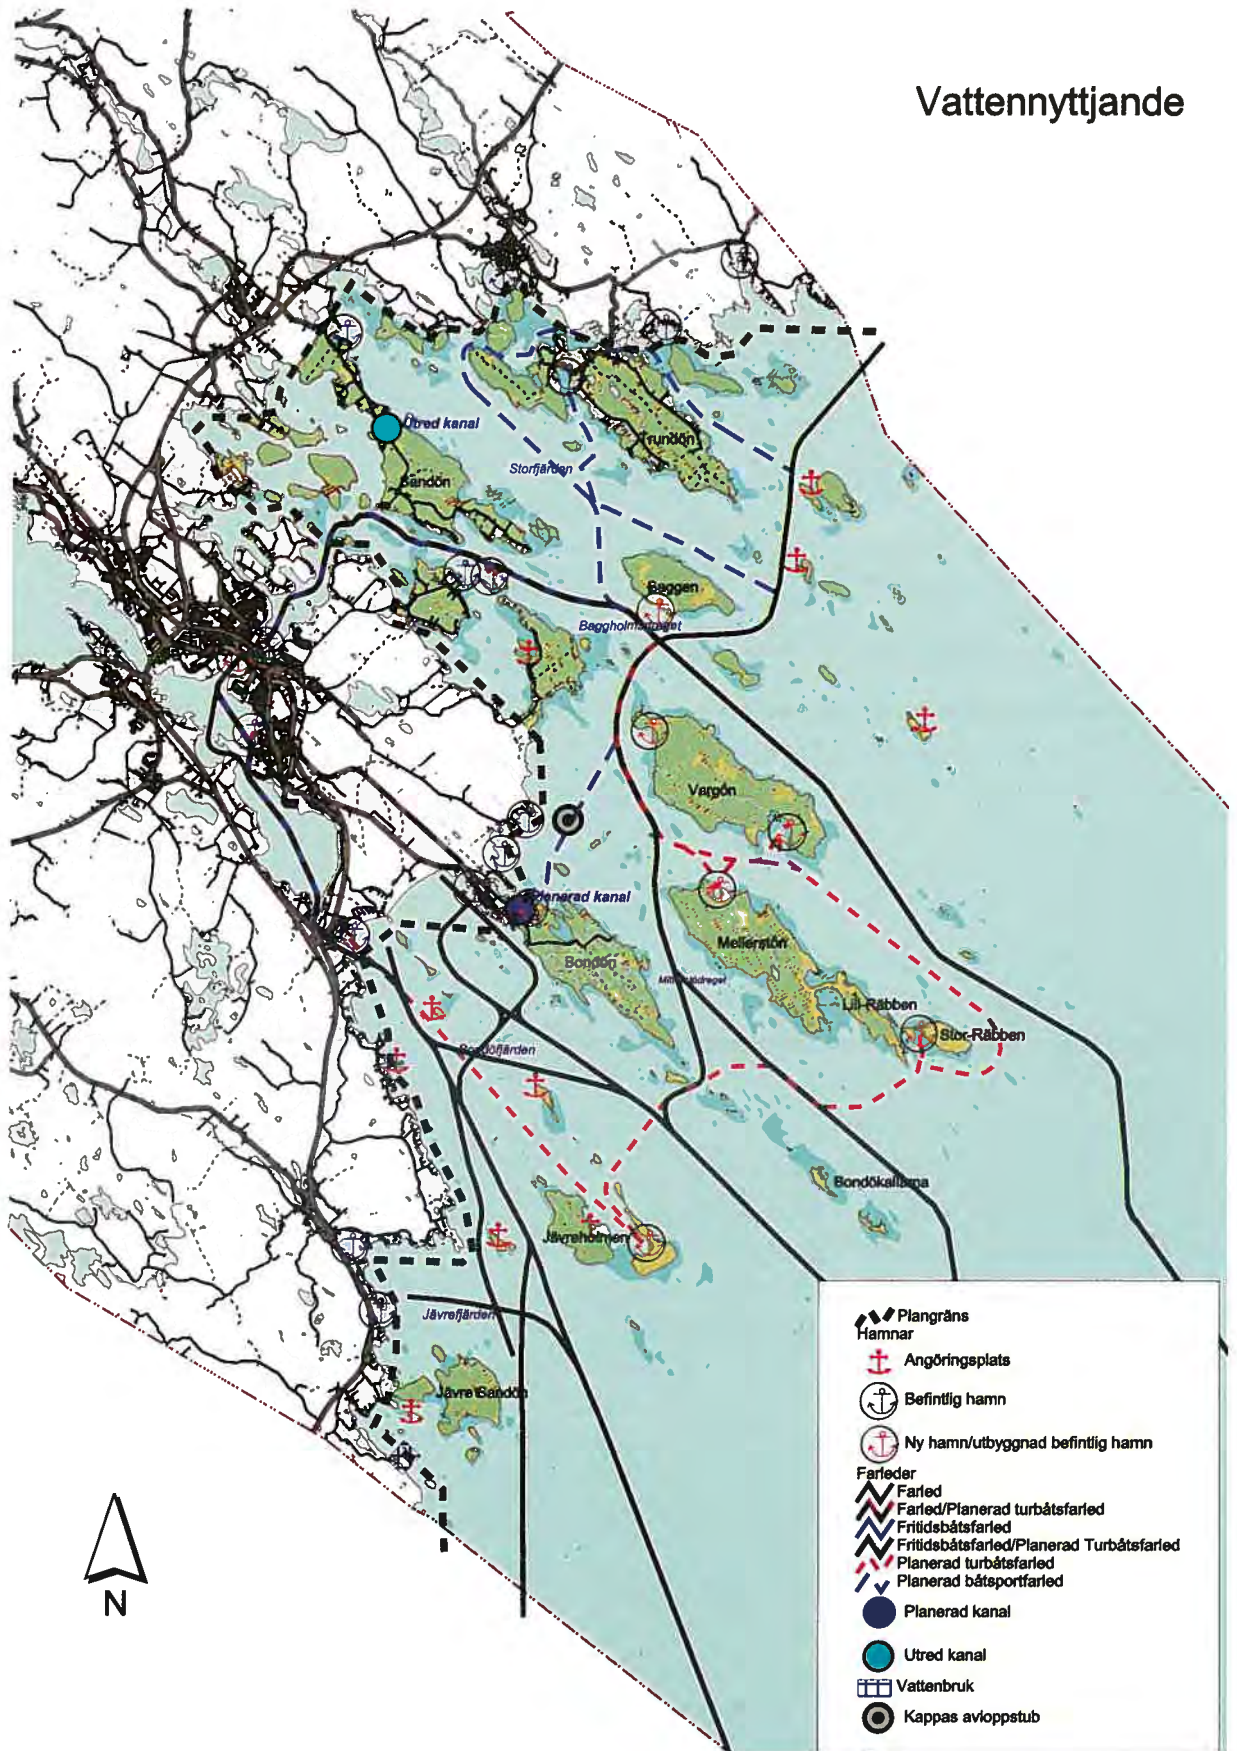 Vattennyttjande
Utred kanal
Trundön
Storfjärden
Sandön
Baggen
Baggholmsdraget
Vargön
Planerad kanal
Mellerstön
Bondön
Lill-Räbben
Stor-Räbben
Bondöfjärden
Bondökallarna
Jävreholmen
Jävrefjärden
Jävre Sandön
N
Plangräns
Hamnar
Angöringsplats
Befintlig hamn
Ny hamn/utbyggnad befintlig hamn
Farleder
Farled
Farled/Planerad turbåtsfarled
Fritidsbåtsfarled
Fritidsbåtsfarled/Planerad Turbåtsfarled
Planerad turbåtsfarled
Planerad båtsportfarled
Planerad kanal
Utred kanal
Vattenbruk
Kappas avloppstub